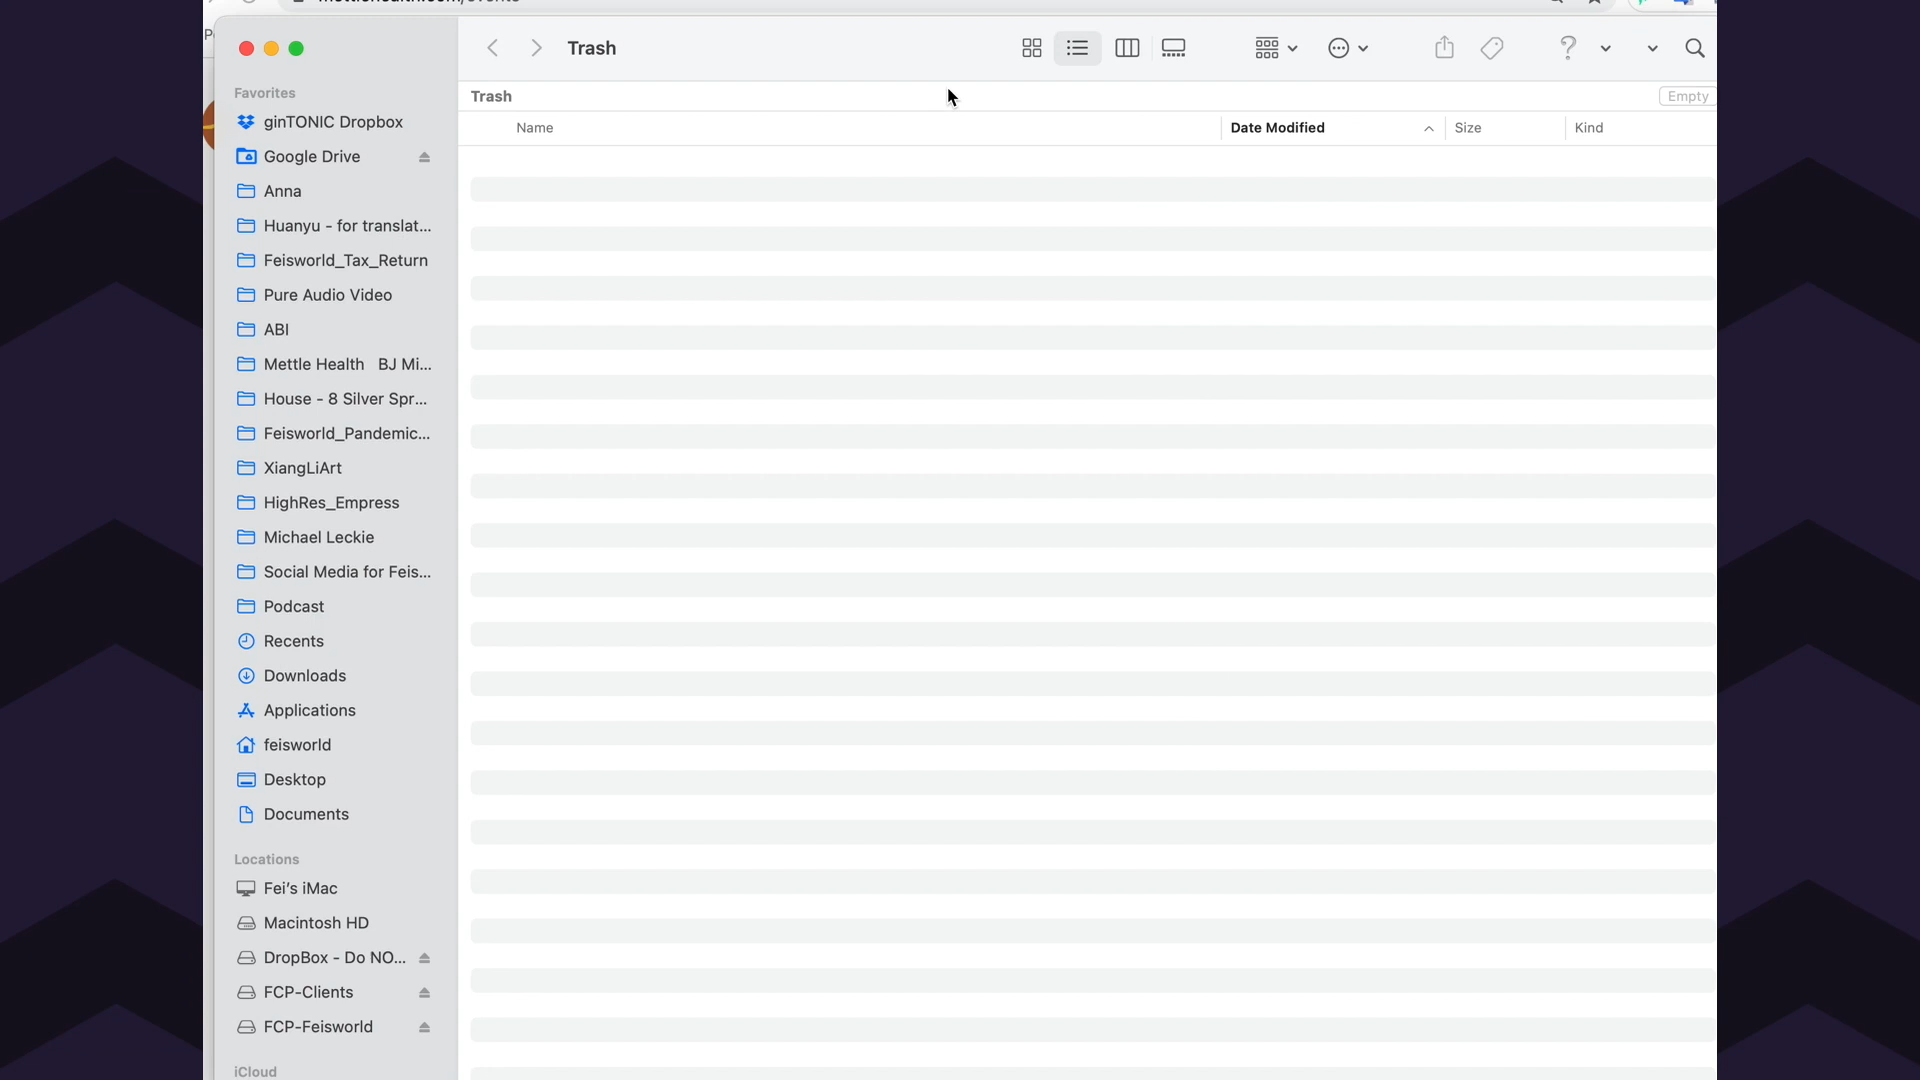 Trash
Favorites
ginTONIC Dropbox
Google Drive
Anna
Huanyu - for translat...
Feisworld_Tax_Return
Pure Audio Video
ABI
Mettle Health BJ Mi...
House - 8 Silver Spr...
Feisworld_Pandemic...
XiangLiArt
HighRes_Empress
Michael Leckie
Social Media for Feis...
Podcast
Recents
Downloads
Applications
feisworld
Desktop
Documents
Locations
Fei's iMac
Macintosh HD
DropBox - Do NO...
FCP-Clients
FCP-Feisworld
iCloud
Trash
Empty
Name
Date Modified
Size
Kind